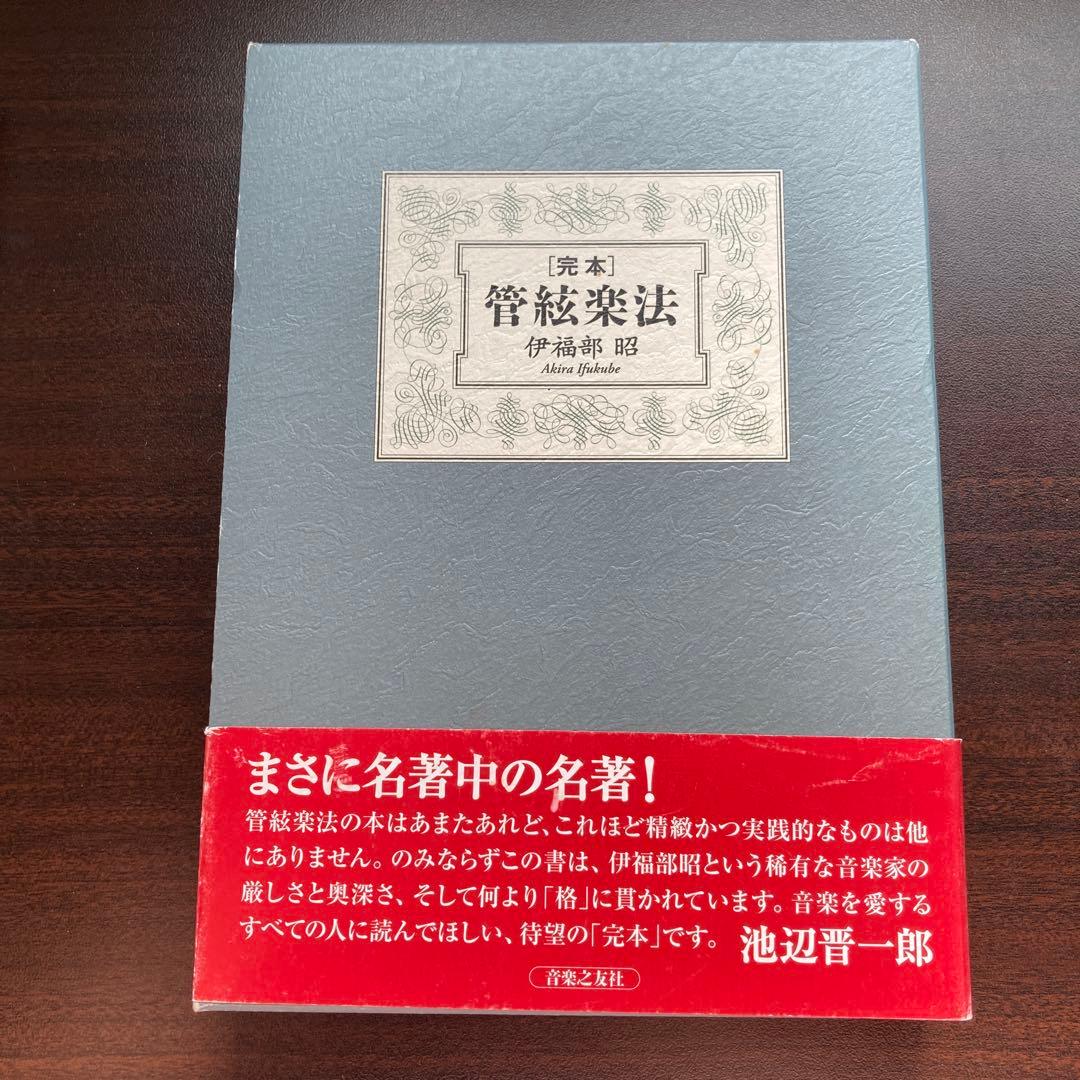 [完本]
管絃楽法
伊福部 昭
Akira Ifukube
まさに名著中の名著!
管絃楽法の本はあまたあれど、これほど精緻かつ実践的なものは他
にありません。のみならずこの書は、伊福部昭という稀有な音楽家の
厳しさと奥深さ、そして何より「格」に貫かれています。音楽を愛する
すべての人に読んでほしい、待望の「完本」です。 池辺晋一郎
音楽之友社